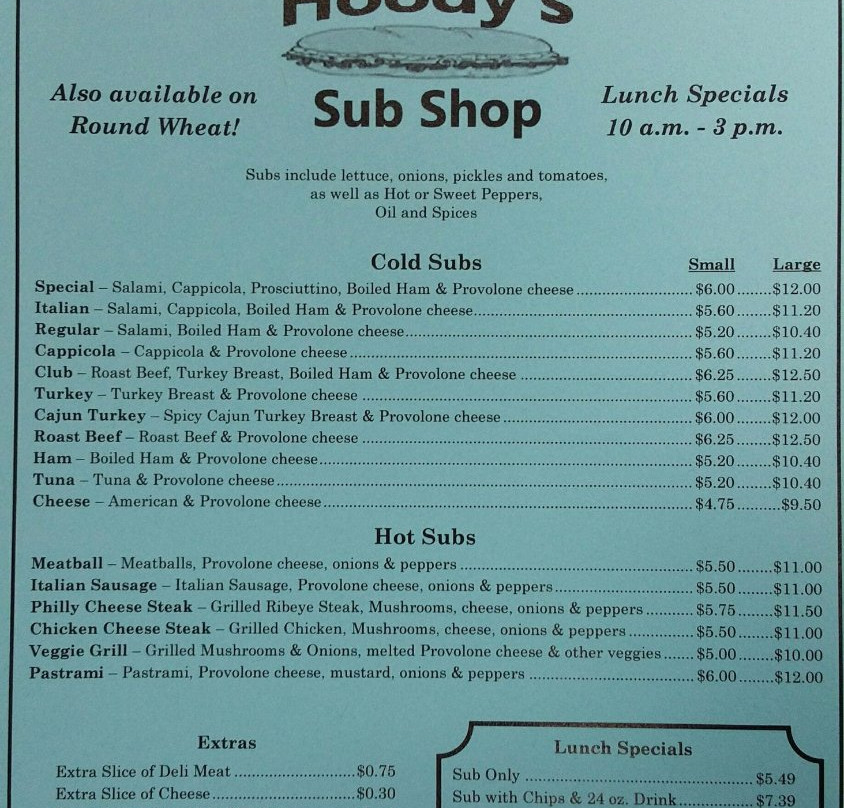 Hoody's
Sub Shop
Also available on
Round Wheat!
Lunch Specials
10 a.m. - 3 p.m.
Subs include lettuce, onions, pickles and tomatoes,
as well as Hot or Sweet Peppers,
Oil and Spices
Cold Subs Small Large
Special – Salami, Cappicola, Prosciuttino, Boiled Ham & Provolone cheese $6.00 $12.00
Italian – Salami, Cappicola, Boiled Ham & Provolone cheese $5.60 $11.20
Regular – Salami, Boiled Ham & Provolone cheese $5.20 $10.40
Cappicola – Cappicola & Provolone cheese $5.60 $11.20
Club – Roast Beef, Turkey Breast, Boiled Ham & Provolone cheese $6.25 $12.50
Turkey – Turkey Breast & Provolone cheese $5.60 $11.20
Cajun Turkey – Spicy Cajun Turkey Breast & Provolone cheese $6.00 $12.00
Roast Beef – Roast Beef & Provolone cheese $6.25 $12.50
Ham – Boiled Ham & Provolone cheese $5.20 $10.40
Tuna – Tuna & Provolone cheese $5.20 $10.40
Cheese – American & Provolone cheese $4.75 $9.50
Hot Subs
Meatball – Meatballs, Provolone cheese, onions & peppers $5.50 $11.00
Italian Sausage – Italian Sausage, Provolone cheese, onions & peppers $5.50 $11.00
Philly Cheese Steak – Grilled Ribeye Steak, Mushrooms, cheese, onions & peppers $5.75 $11.50
Chicken Cheese Steak – Grilled Chicken, Mushrooms, cheese, onions & peppers $5.50 $11.00
Veggie Grill – Grilled Mushrooms & Onions, melted Provolone cheese & other veggies $5.00 $10.00
Pastrami – Pastrami, Provolone cheese, mustard, onions & peppers $6.00 $12.00
Extras
Extra Slice of Deli Meat $0.75
Extra Slice of Cheese $0.30
Lunch Specials
Sub Only $5.49
Sub with Chips & 24 oz. Drink $7.39